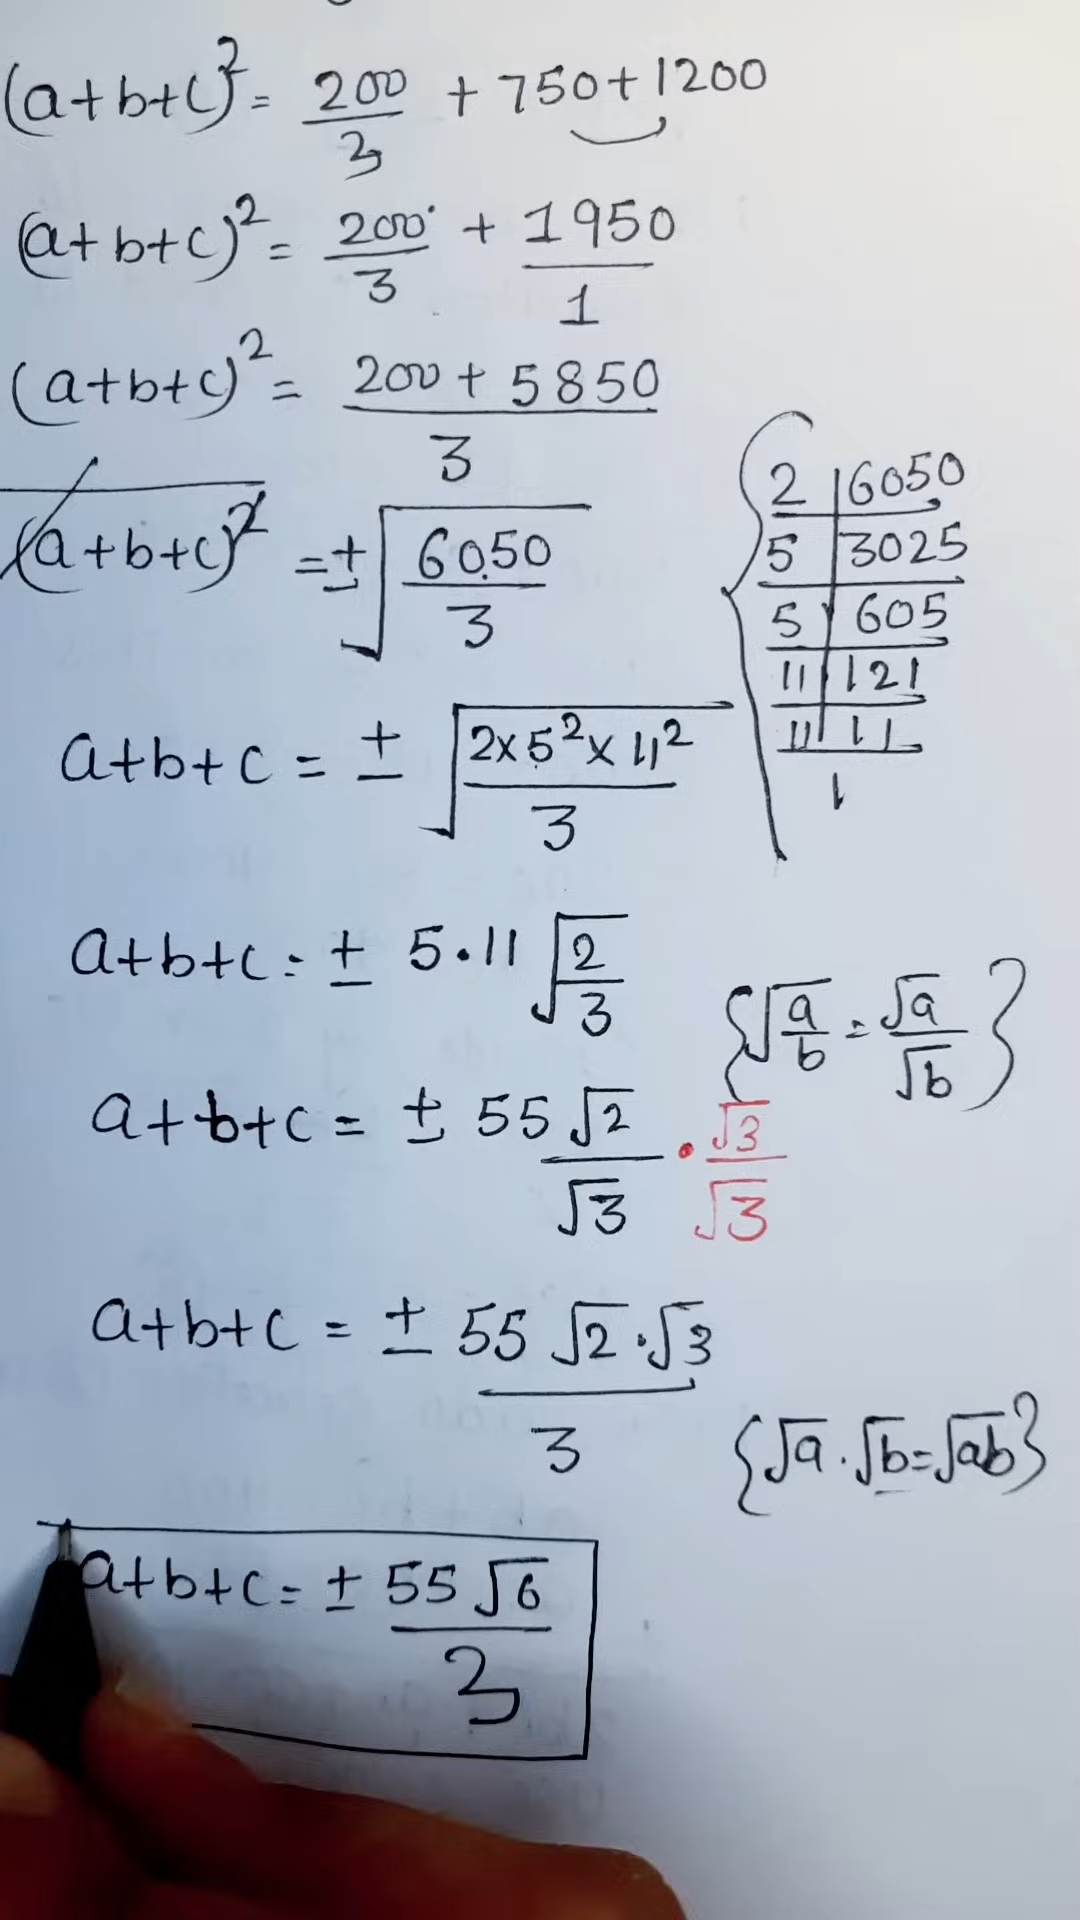 (a+b+c)² = 200/3 + 750+1200
(a+b+c)² = 200/3 + 1950/1
(a+b+c)² = (200 + 5850)/3
√(a+b+c)² = ± √(6050/3)
2 | 6050
5 | 3025
5 | 605
11 | 121
11 | 11
1
a+b+c = ± √((2×5²×11²)/3)
a+b+c = ± 5·11 √(2/3)
{√(a/b) = √a/√b}
a+b+c = ± 55 √2/√3 · √3/√3
a+b+c = ± (55 √2·√3)/3
{√a·√b=√ab}
a+b+c = ± 55√6/3